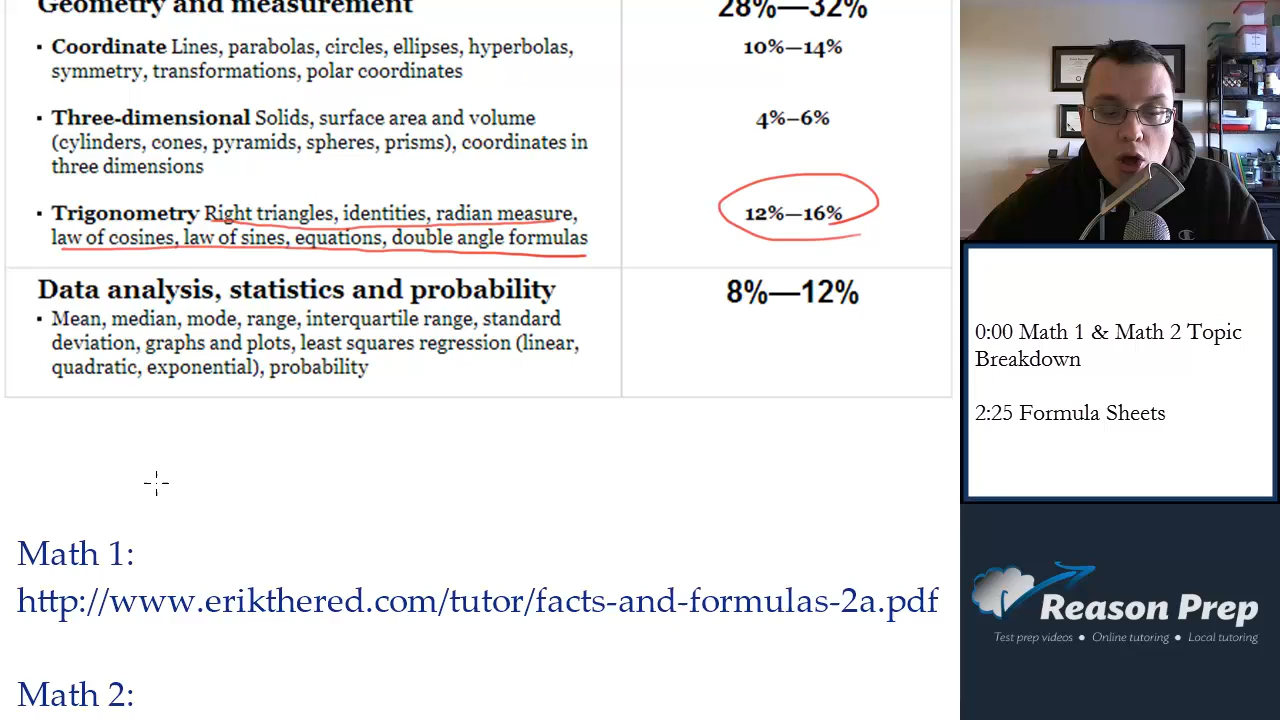 Geometry and measurement
28%—32%
▪ Coordinate Lines, parabolas, circles, ellipses, hyperbolas,
symmetry, transformations, polar coordinates
10%—14%
▪ Three-dimensional Solids, surface area and volume
(cylinders, cones, pyramids, spheres, prisms), coordinates in
three dimensions
4%—6%
▪ Trigonometry Right triangles, identities, radian measure,
law of cosines, law of sines, equations, double angle formulas
12%—16%
Data analysis, statistics and probability
8%—12%
▪ Mean, median, mode, range, interquartile range, standard
deviation, graphs and plots, least squares regression (linear,
quadratic, exponential), probability
Math 1:
http://www.erikthered.com/tutor/facts-and-formulas-2a.pdf
Math 2:
0:00 Math 1 & Math 2 Topic
Breakdown
2:25 Formula Sheets
Reason Prep
Test prep videos ● Online tutoring ● Local tutoring